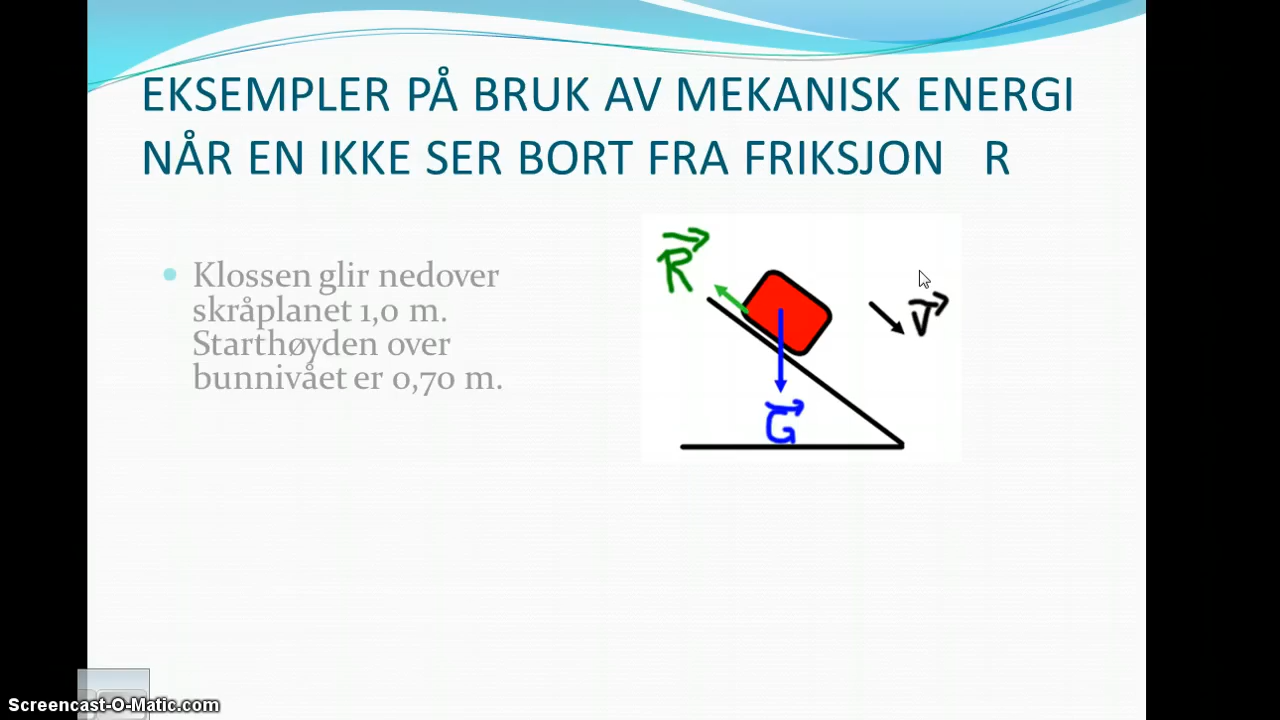 EKSEMPLER PÅ BRUK AV MEKANISK ENERGI
NÅR EN IKKE SER BORT FRA FRIKSJON R
Klossen glir nedover
skråplanet 1,0 m.
Starthøyden over
bunnivået er 0,70 m.
R
V
G
Screencast-O-Matic.com